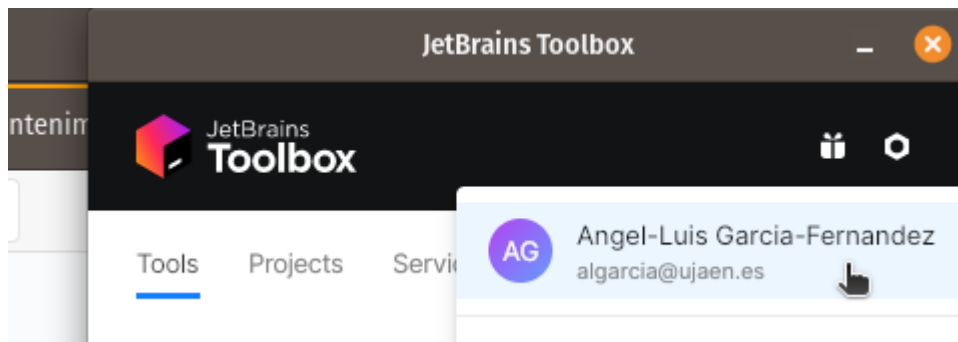 JetBrains Toolbox
ntenim
JetBrains
Toolbox
Tools Projects Servi
AG
Angel-Luis Garcia-Fernandez
algarcia@ujaen.es